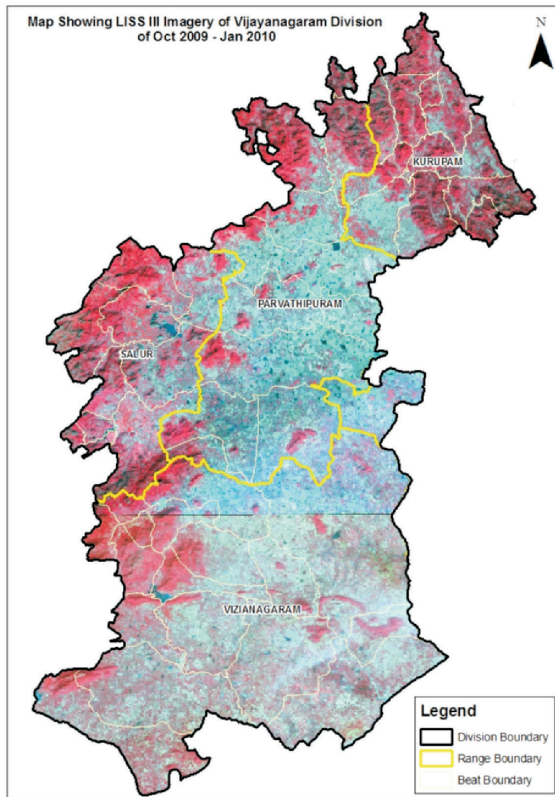 Map Showing LISS III Imagery of Vijayanagaram Division
of Oct 2009 - Jan 2010
N
KURUPAM
PARVATHIPURAM
SALUR
VIZIANAGARAM
Legend
Division Boundary
Range Boundary
Beat Boundary